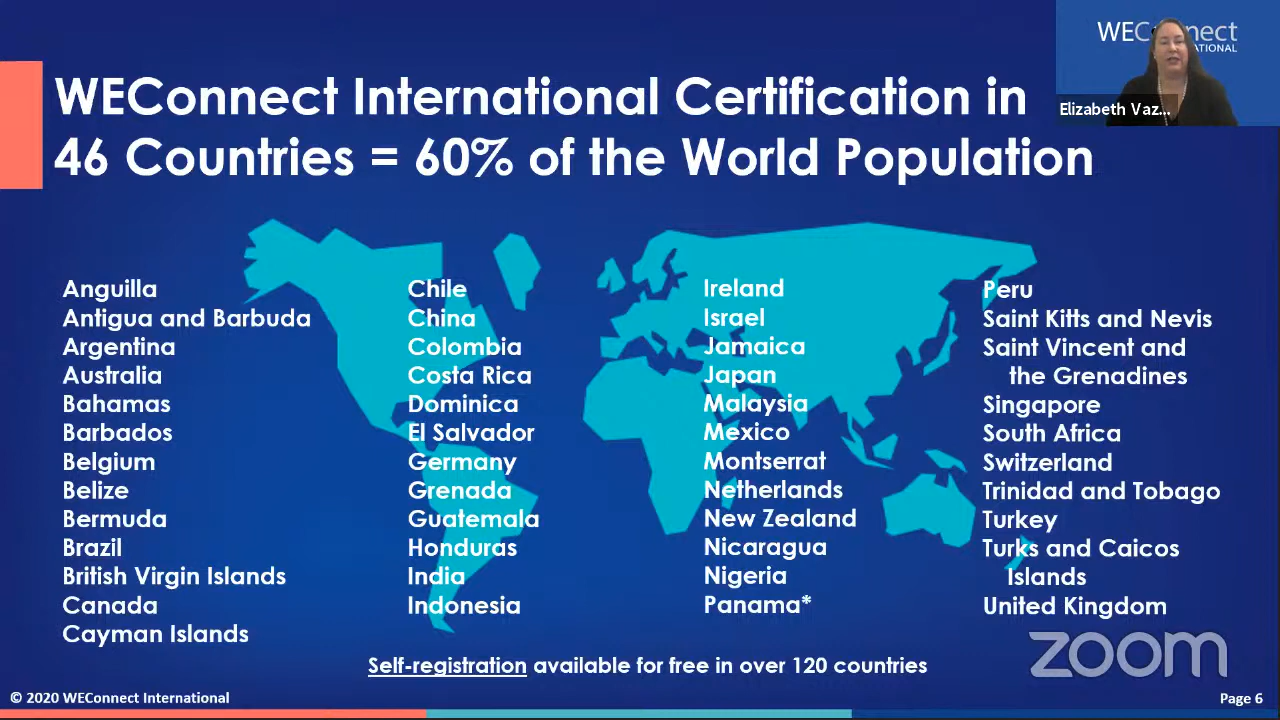 WEConnect International Certification in
46 Countries = 60% of the World Population
WEConnect
Elizabeth Vaz...
Anguilla
Antigua and Barbuda
Argentina
Australia
Bahamas
Barbados
Belgium
Belize
Bermuda
Brazil
British Virgin Islands
Canada
Cayman Islands
Chile
China
Colombia
Costa Rica
Dominica
El Salvador
Germany
Grenada
Guatemala
Honduras
India
Indonesia
Ireland
Israel
Jamaica
Japan
Malaysia
Mexico
Montserrat
Netherlands
New Zealand
Nicaragua
Nigeria
Panama*
Peru
Saint Kitts and Nevis
Saint Vincent and
the Grenadines
Singapore
South Africa
Switzerland
Trinidad and Tobago
Turkey
Turks and Caicos
Islands
United Kingdom
Self-registration available for free in over 120 countries
zoom
© 2020 WEConnect International
Page 6